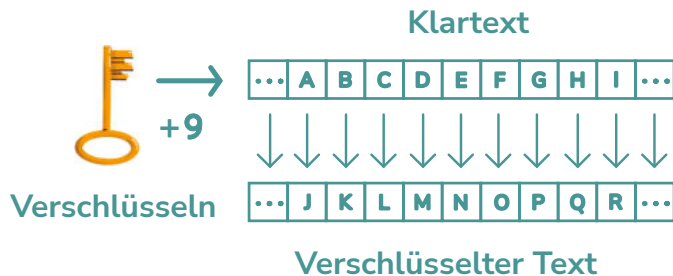 Klartext
... A B C D E F G H I ...
+9
Verschlüsseln
... J K L M N O P Q R ...
Verschlüsselter Text